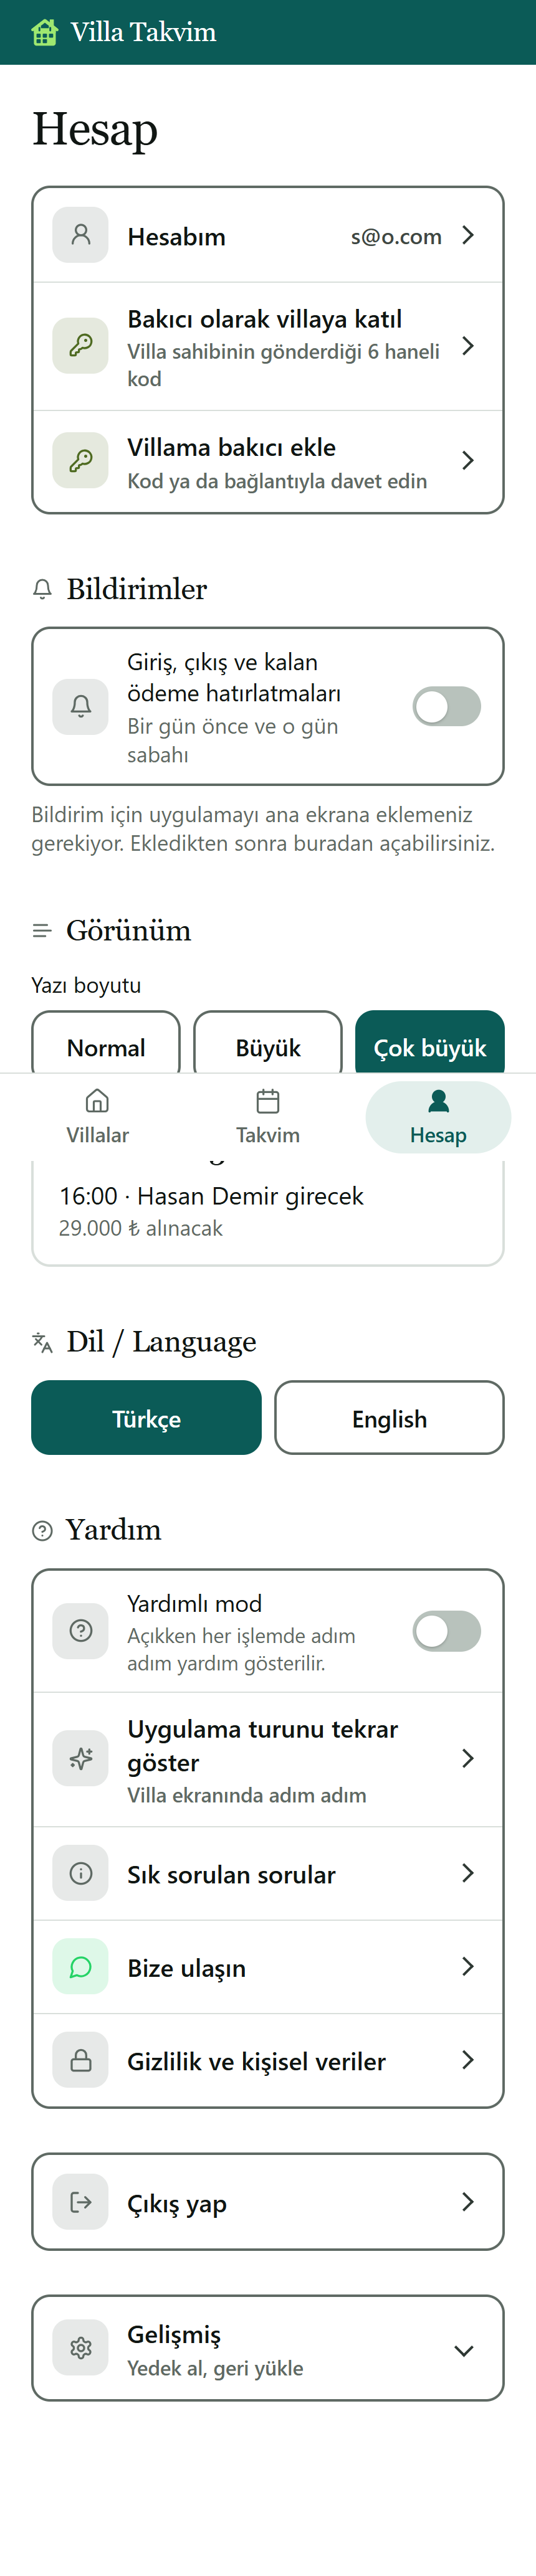 Villa Takvim
Hesap
Hesabım
s@o.com
Bakıcı olarak villaya katıl
Villa sahibinin gönderdiği 6 haneli
kod
Villama bakıcı ekle
Kod ya da bağlantıyla davet edin
Bildirimler
Giriş, çıkış ve kalan
ödeme hatırlatmaları
Bir gün önce ve o gün
sabahı
Bildirim için uygulamayı ana ekrana eklemeniz
gerekiyor. Ekledikten sonra buradan açabilirsiniz.
Görünüm
Yazı boyutu
Normal
Büyük
Çok büyük
Villalar
Takvim
Hesap
16:00 · Hasan Demir girecek
29.000 ₺ alınacak
Dil / Language
Türkçe
English
Yardım
Yardımlı mod
Açıkken her işlemde adım
adım yardım gösterilir.
Uygulama turunu tekrar
göster
Villa ekranında adım adım
Sık sorulan sorular
Bize ulaşın
Gizlilik ve kişisel veriler
Çıkış yap
Gelişmiş
Yedek al, geri yükle